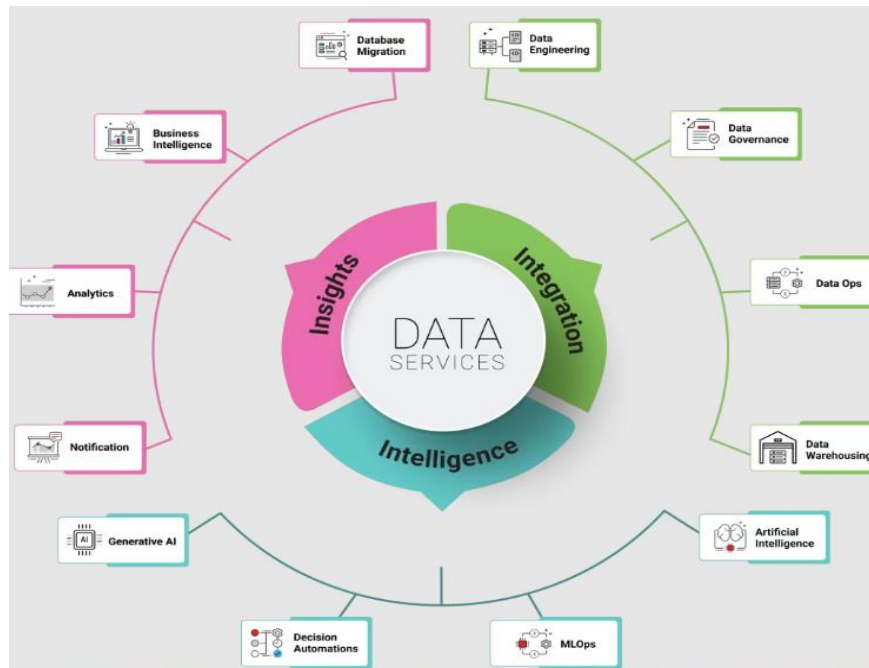 Database
Migration
Data
Engineering
Business
Intelligence
Data
Governance
Insights
Integration
Analytics
Data Ops
DATA
SERVICES
Intelligence
Notification
Data
Warehousing
Generative AI
AI
Artificial
Intelligence
Decision
Automations
MLOps